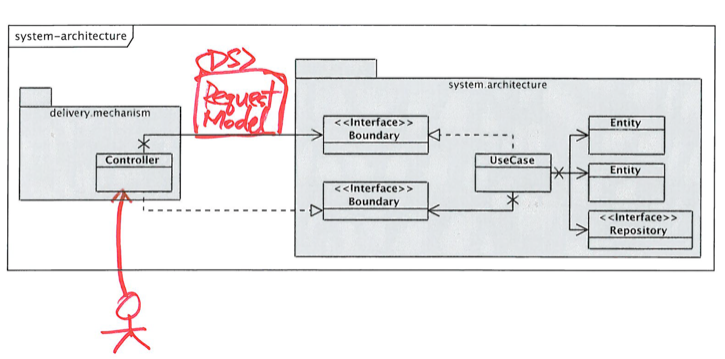 system-architecture
<DS>
Request
Model
system.architecture
delivery.mechanism
Controller
<<Interface>>
Boundary
<<Interface>>
Boundary
UseCase
Entity
Entity
<<Interface>>
Repository